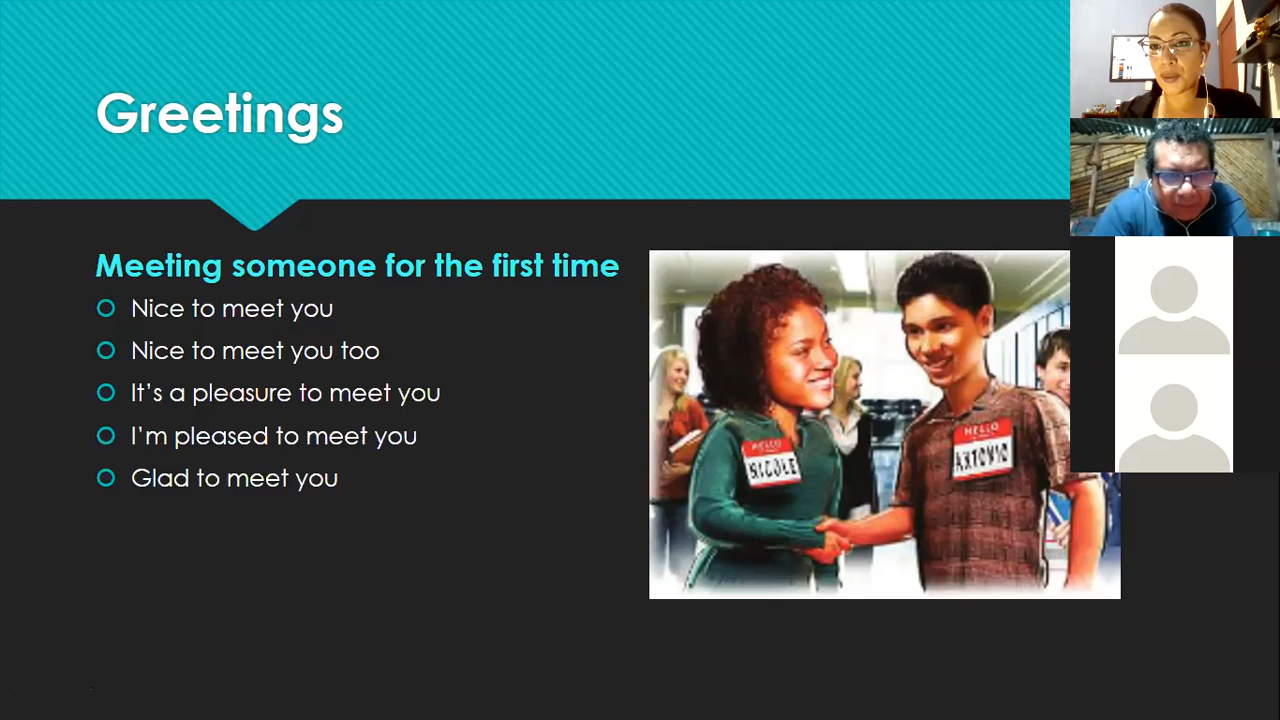 Greetings
Meeting someone for the first time
Nice to meet you
Nice to meet you too
It's a pleasure to meet you
I'm pleased to meet you
Glad to meet you
HELLO
NICOLE
HELLO
ANTONIO